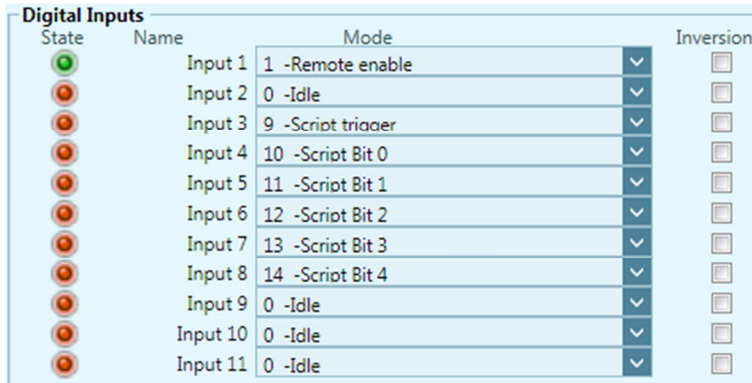 Digital Inputs
State Name Mode Inversion
Input 1 1 -Remote enable
Input 2 0 -Idle
Input 3 9 -Script trigger
Input 4 10 -Script Bit 0
Input 5 11 -Script Bit 1
Input 6 12 -Script Bit 2
Input 7 13 -Script Bit 3
Input 8 14 -Script Bit 4
Input 9 0 -Idle
Input 10 0 -Idle
Input 11 0 -Idle